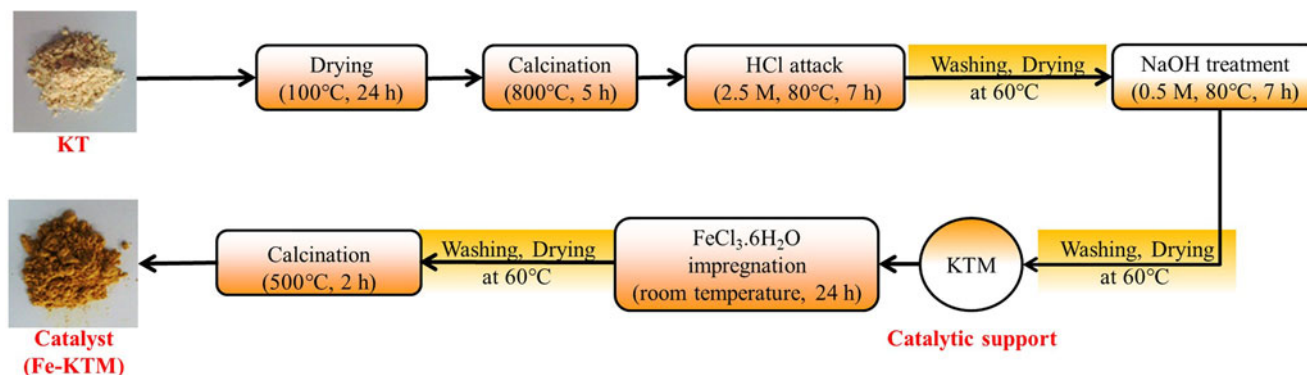 KT
Drying
(100°C, 24 h)
Calcination
(800°C, 5 h)
HCl attack
(2.5 M, 80°C, 7 h)
Washing, Drying
at 60°C
NaOH treatment
(0.5 M, 80°C, 7 h)
Washing, Drying
at 60°C
KTM
Catalytic support
FeCl₃.6H₂O
impregnation
(room temperature, 24 h)
Washing, Drying
at 60°C
Calcination
(500°C, 2 h)
Catalyst
(Fe-KTM)